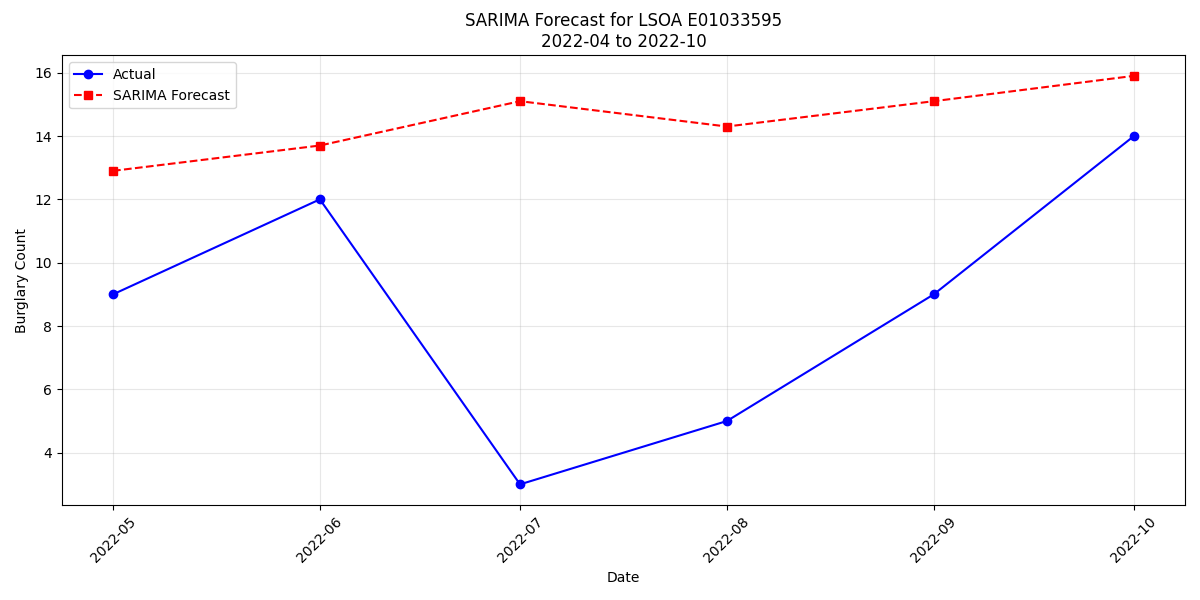 SARIMA Forecast for LSOA E01033595
2022-04 to 2022-10
Actual
SARIMA Forecast
16
14
12
10
8
6
4
Burglary Count
2022-05
2022-06
2022-07
2022-08
2022-09
2022-10
Date